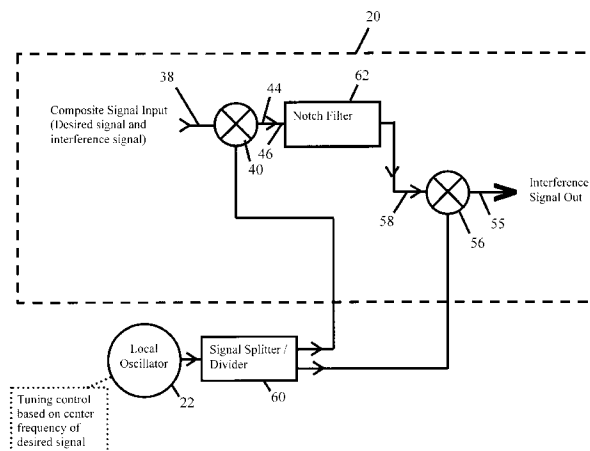 20
38
44
62
Composite Signal Input
(Desired signal and
interference signal)
Notch Filter
40
46
58
56
55
Interference
Signal Out
Local
Oscillator
22
Signal Splitter /
Divider
60
Tuning control
based on center
frequency of
desired signal